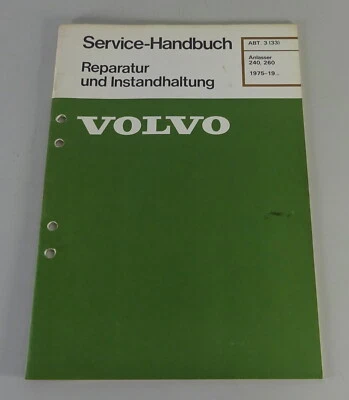 Service-Handbuch
Reparatur
und Instandhaltung
ABT. 3 (33)
Anlasser
240, 260
1975-19..
VOLVO